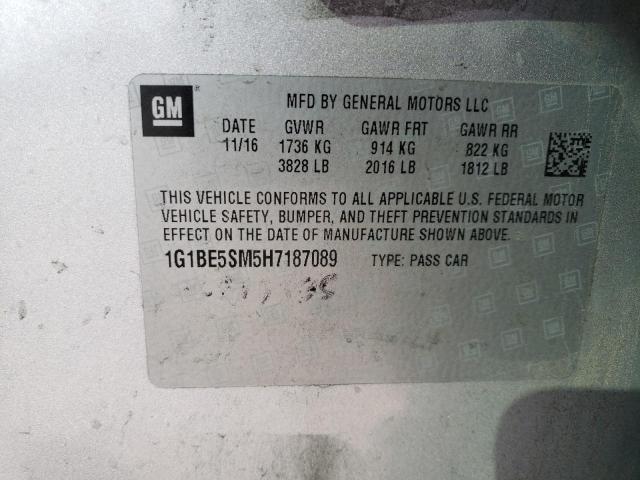 GM
MFD BY GENERAL MOTORS LLC
DATE GVWR GAWR FRT GAWR RR
11/16 1736 KG 914 KG 822 KG
3828 LB 2016 LB 1812 LB
THIS VEHICLE CONFORMS TO ALL APPLICABLE U.S. FEDERAL MOTOR
VEHICLE SAFETY, BUMPER, AND THEFT PREVENTION STANDARDS IN
EFFECT ON THE DATE OF MANUFACTURE SHOWN ABOVE.
1G1BE5SM5H7187089 TYPE: PASS CAR